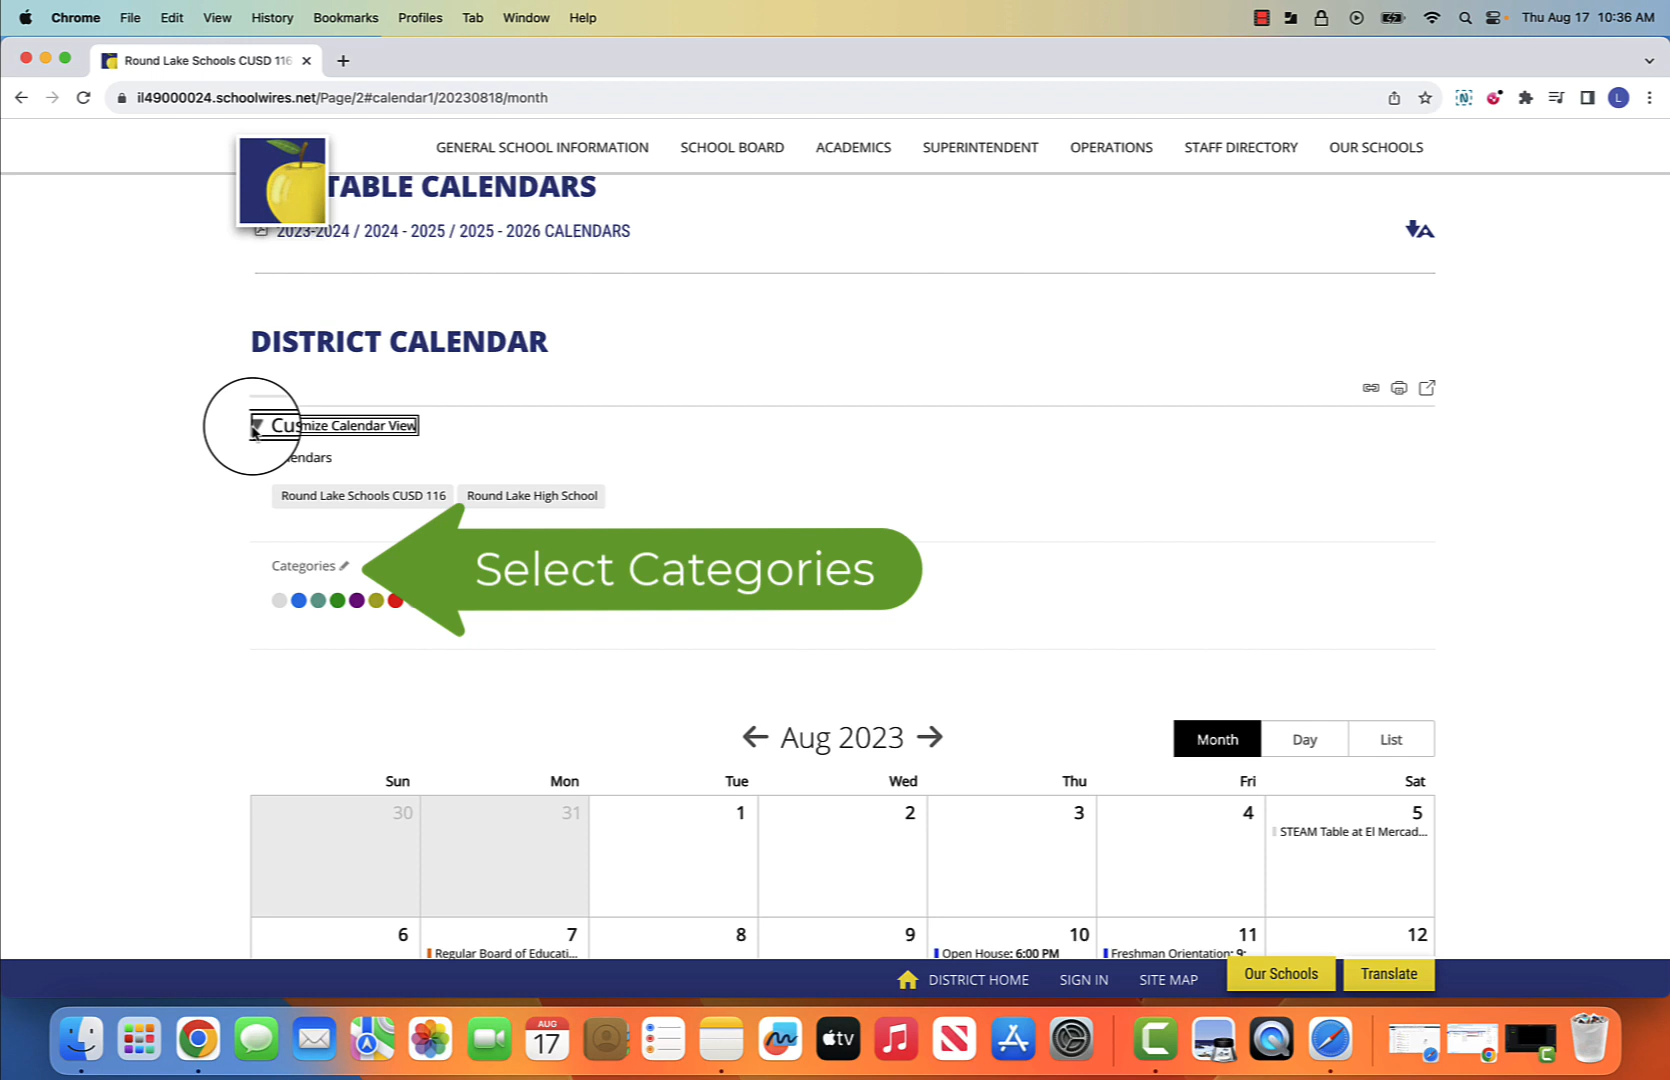 Chrome File Edit View History Bookmarks Profiles Tab Window Help Thu Aug 17 10:36 AM
Round Lake Schools CUSD 116
il49000024.schoolwires.net/Page/2#calendar1/20230818/month
L
GENERAL SCHOOL INFORMATION SCHOOL BOARD ACADEMICS SUPERINTENDENT OPERATIONS STAFF DIRECTORY OUR SCHOOLS
TABLE CALENDARS
2023-2024 / 2024 - 2025 / 2025 - 2026 CALENDARS
A
DISTRICT CALENDAR
Cusmize Calendar View
endars
Round Lake Schools CUSD 116 Round Lake High School
Categories
Select Categories
Aug 2023
Month Day List
Sun Mon Tue Wed Thu Fri Sat
30 31 1 2 3 4 5
STEAM Table at El Mercad...
6 7 8 9 10 11 12
Regular Board of Educati... Open House: 6:00 PM Freshman Orientation: 9:
DISTRICT HOME SIGN IN SITE MAP Our Schools Translate
AUG
17
tv